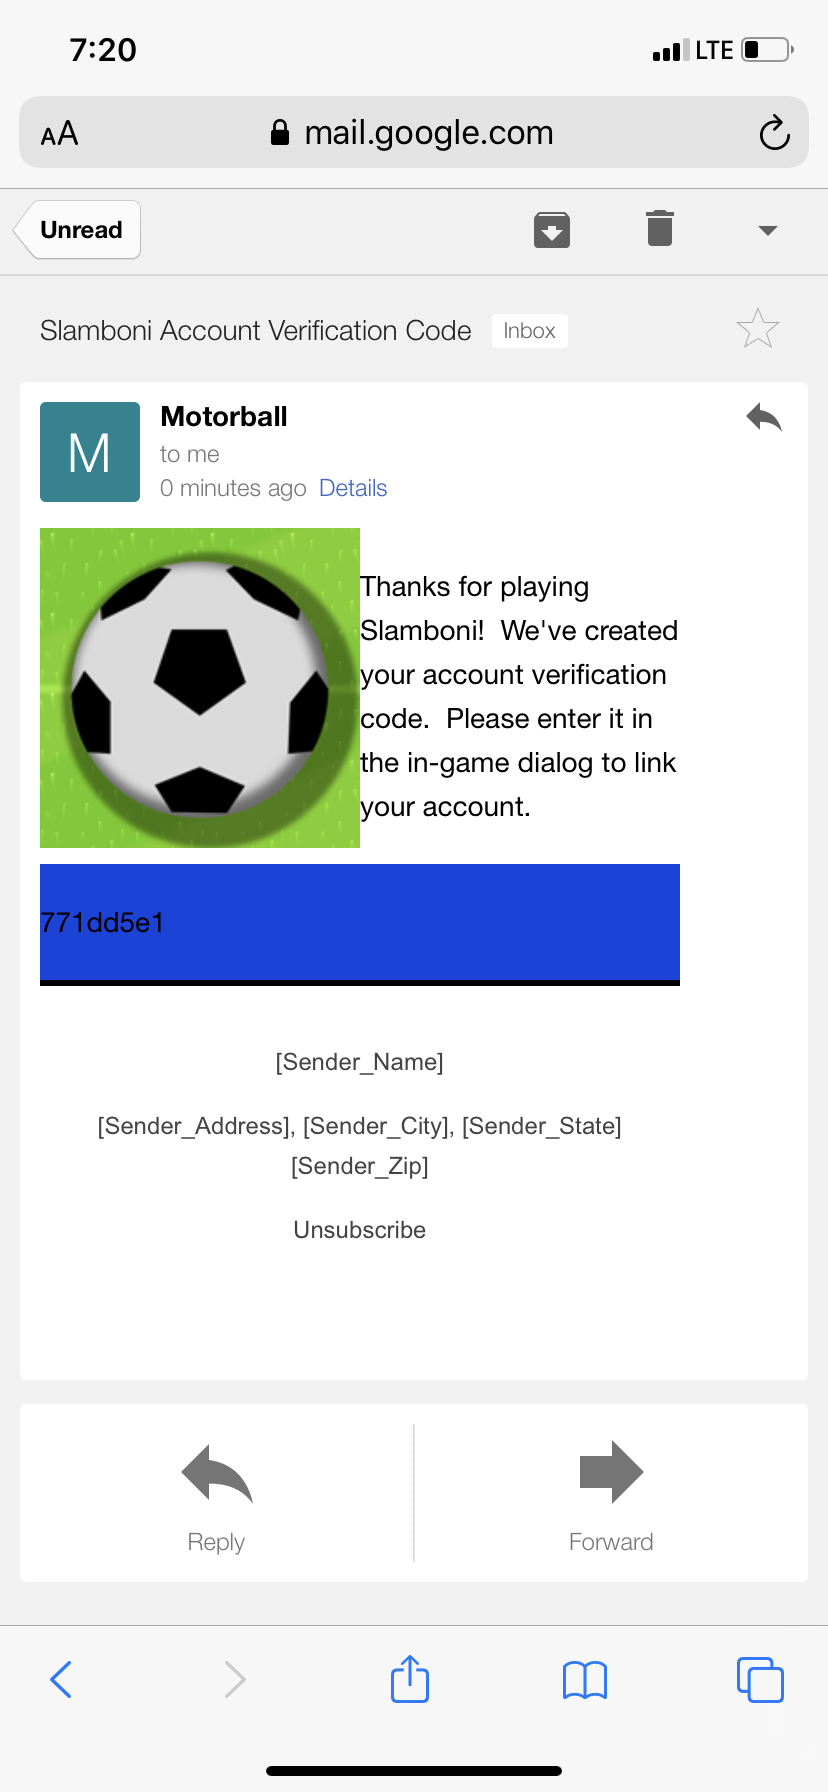 7:20
LTE
AA
mail.google.com
Unread
Slamboni Account Verification Code Inbox
M
Motorball
to me
0 minutes ago Details
Thanks for playing
Slamboni!  We've created
your account verification
code.  Please enter it in
the in-game dialog to link
your account.
771dd5e1
[Sender_Name]
[Sender_Address], [Sender_City], [Sender_State]
[Sender_Zip]
Unsubscribe
Reply
Forward